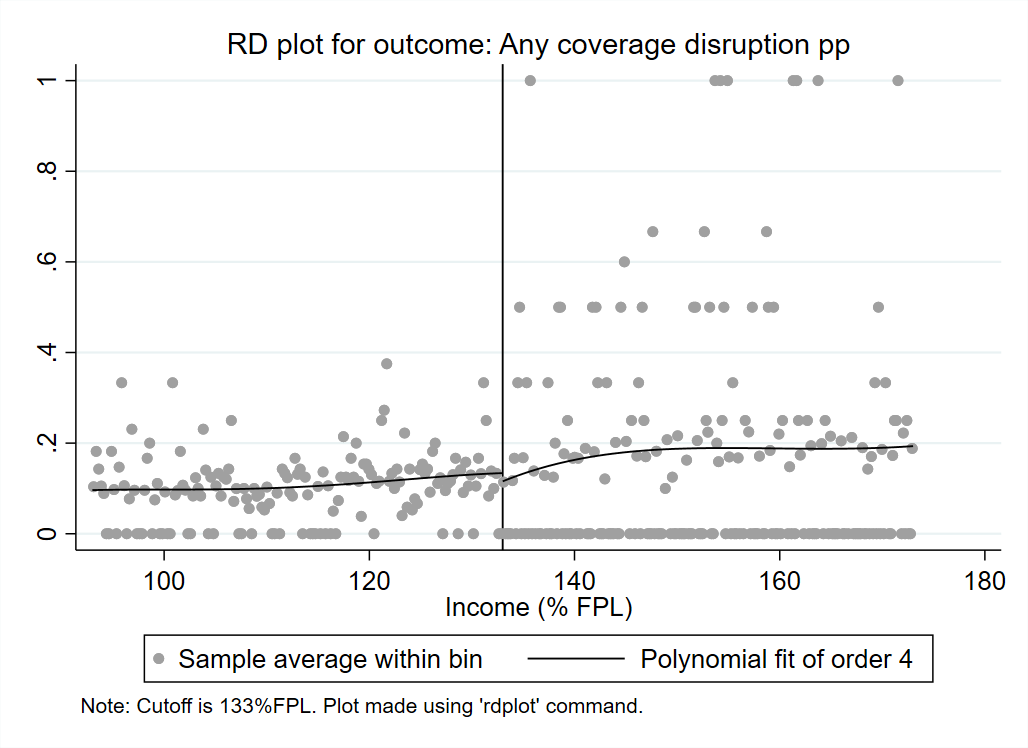 RD plot for outcome: Any coverage disruption pp
1
.8
.6
.4
.2
0
100 120 140 160 180
Income (% FPL)
Sample average within bin Polynomial fit of order 4
Note: Cutoff is 133%FPL. Plot made using 'rdplot' command.